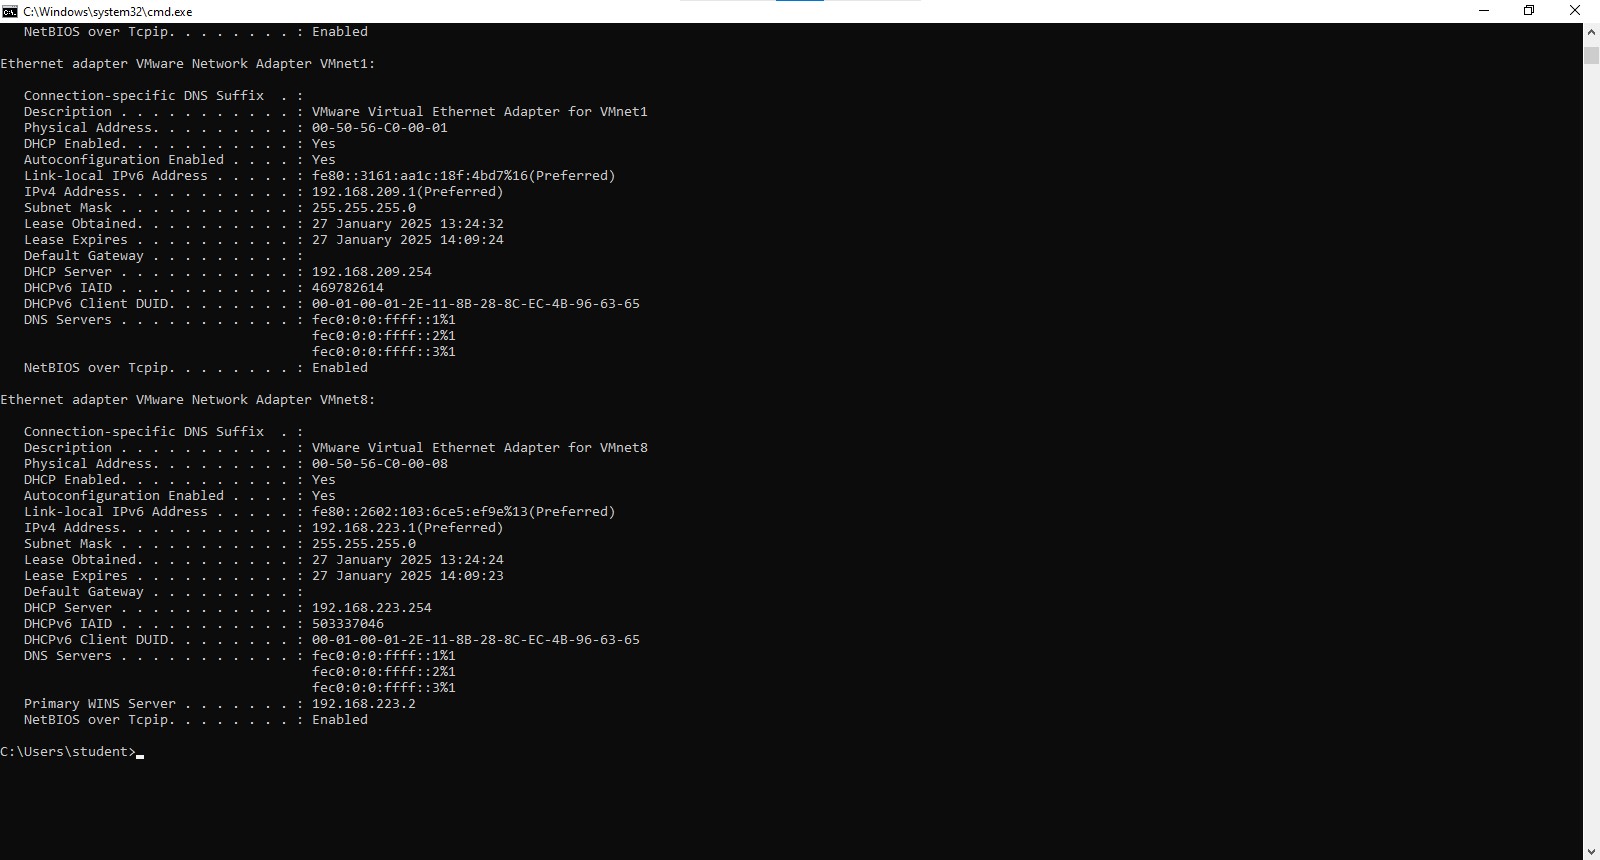 C:\Windows\system32\cmd.exe
NetBIOS over Tcpip. . . . . . . . : Enabled
Ethernet adapter VMware Network Adapter VMnet1:
Connection-specific DNS Suffix  . :
Description . . . . . . . . . . . : VMware Virtual Ethernet Adapter for VMnet1
Physical Address. . . . . . . . . : 00-50-56-C0-00-01
DHCP Enabled. . . . . . . . . . . : Yes
Autoconfiguration Enabled . . . . : Yes
Link-local IPv6 Address . . . . . : fe80::3161:aa1c:18f:4bd7%16(Preferred)
IPv4 Address. . . . . . . . . . . : 192.168.209.1(Preferred)
Subnet Mask . . . . . . . . . . . : 255.255.255.0
Lease Obtained. . . . . . . . . . : 27 January 2025 13:24:32
Lease Expires . . . . . . . . . . : 27 January 2025 14:09:24
Default Gateway . . . . . . . . . :
DHCP Server . . . . . . . . . . . : 192.168.209.254
DHCPv6 IAID . . . . . . . . . . . : 469782614
DHCPv6 Client DUID. . . . . . . . : 00-01-00-01-2E-11-8B-28-8C-EC-4B-96-63-65
DNS Servers . . . . . . . . . . . : fec0:0:0:ffff::1%1
fec0:0:0:ffff::2%1
fec0:0:0:ffff::3%1
NetBIOS over Tcpip. . . . . . . . : Enabled
Ethernet adapter VMware Network Adapter VMnet8:
Connection-specific DNS Suffix  . :
Description . . . . . . . . . . . : VMware Virtual Ethernet Adapter for VMnet8
Physical Address. . . . . . . . . : 00-50-56-C0-00-08
DHCP Enabled. . . . . . . . . . . : Yes
Autoconfiguration Enabled . . . . : Yes
Link-local IPv6 Address . . . . . : fe80::2602:103:6ce5:ef9e%13(Preferred)
IPv4 Address. . . . . . . . . . . : 192.168.223.1(Preferred)
Subnet Mask . . . . . . . . . . . : 255.255.255.0
Lease Obtained. . . . . . . . . . : 27 January 2025 13:24:24
Lease Expires . . . . . . . . . . : 27 January 2025 14:09:23
Default Gateway . . . . . . . . . :
DHCP Server . . . . . . . . . . . : 192.168.223.254
DHCPv6 IAID . . . . . . . . . . . : 503337046
DHCPv6 Client DUID. . . . . . . . : 00-01-00-01-2E-11-8B-28-8C-EC-4B-96-63-65
DNS Servers . . . . . . . . . . . : fec0:0:0:ffff::1%1
fec0:0:0:ffff::2%1
fec0:0:0:ffff::3%1
Primary WINS Server . . . . . . . : 192.168.223.2
NetBIOS over Tcpip. . . . . . . . : Enabled
C:\Users\student>